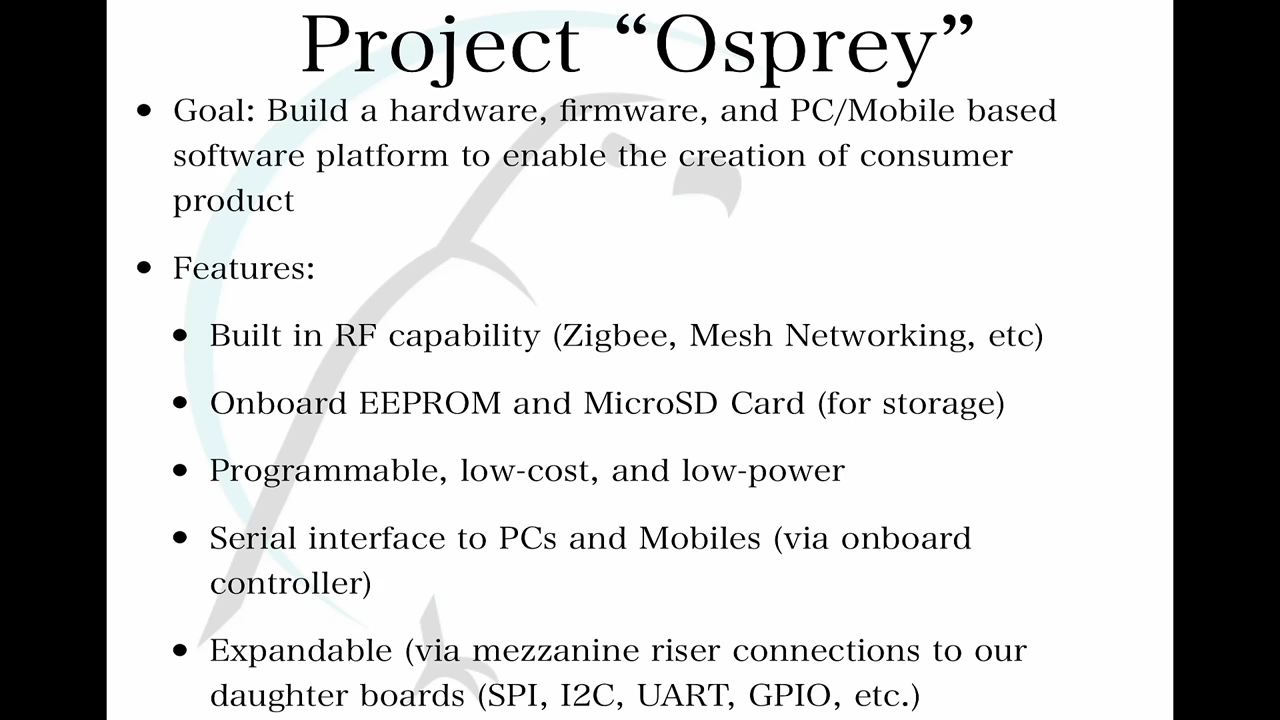 Project “Osprey”
• Goal: Build a hardware, firmware, and PC/Mobile based
software platform to enable the creation of consumer
product
• Features:
• Built in RF capability (Zigbee, Mesh Networking, etc)
• Onboard EEPROM and MicroSD Card (for storage)
• Programmable, low-cost, and low-power
• Serial interface to PCs and Mobiles (via onboard
controller)
• Expandable (via mezzanine riser connections to our
daughter boards (SPI, I2C, UART, GPIO, etc.)